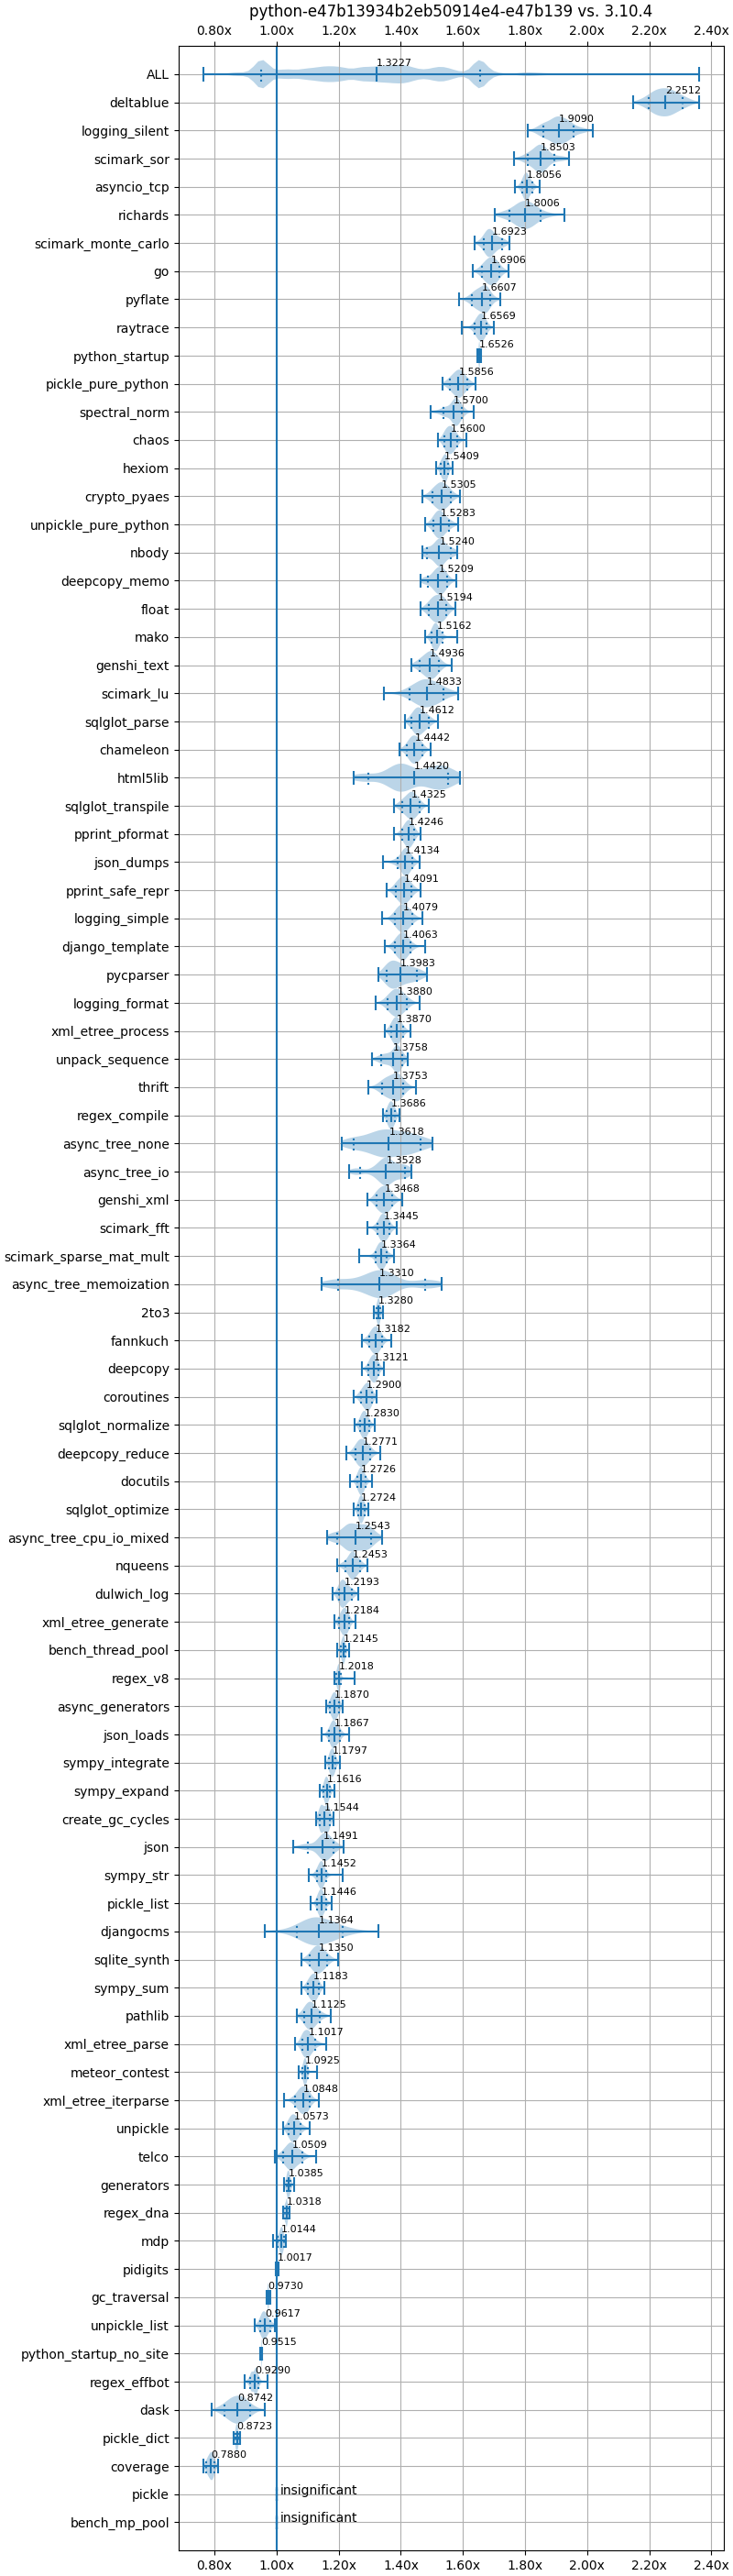 python-e47b13934b2eb50914e4-e47b139 vs. 3.10.4
0.80x 1.00x 1.20x 1.40x 1.60x 1.80x 2.00x 2.20x 2.40x
ALL 1.3227
deltablue 2.2512
logging_silent 1.9090
scimark_sor 1.8503
asyncio_tcp 1.8056
richards 1.8006
scimark_monte_carlo 1.6923
go 1.6906
pyflate 1.6607
raytrace 1.6569
python_startup 1.6526
pickle_pure_python 1.5856
spectral_norm 1.5700
chaos 1.5600
hexiom 1.5409
crypto_pyaes 1.5305
unpickle_pure_python 1.5283
nbody 1.5240
deepcopy_memo 1.5209
float 1.5194
mako 1.5162
genshi_text 1.4936
scimark_lu 1.4833
sqlglot_parse 1.4612
chameleon 1.4442
html5lib 1.4420
sqlglot_transpile 1.4325
pprint_pformat 1.4246
json_dumps 1.4134
pprint_safe_repr 1.4091
logging_simple 1.4079
django_template 1.4063
pycparser 1.3983
logging_format 1.3880
xml_etree_process 1.3870
unpack_sequence 1.3758
thrift 1.3753
regex_compile 1.3686
async_tree_none 1.3618
async_tree_io 1.3528
genshi_xml 1.3468
scimark_fft 1.3445
scimark_sparse_mat_mult 1.3364
async_tree_memoization 1.3310
2to3 1.3280
fannkuch 1.3182
deepcopy 1.3121
coroutines 1.2900
sqlglot_normalize 1.2830
deepcopy_reduce 1.2771
docutils 1.2726
sqlglot_optimize 1.2724
async_tree_cpu_io_mixed 1.2543
nqueens 1.2453
dulwich_log 1.2193
xml_etree_generate 1.2184
bench_thread_pool 1.2145
regex_v8 1.2018
async_generators 1.1870
json_loads 1.1867
sympy_integrate 1.1797
sympy_expand 1.1616
create_gc_cycles 1.1544
json 1.1491
sympy_str 1.1452
pickle_list 1.1446
djangocms 1.1364
sqlite_synth 1.1350
sympy_sum 1.1183
pathlib 1.1125
xml_etree_parse 1.1017
meteor_contest 1.0925
xml_etree_iterparse 1.0848
unpickle 1.0573
telco 1.0509
generators 1.0385
regex_dna 1.0318
mdp 1.0144
pidigits 1.0017
gc_traversal 0.9730
unpickle_list 0.9617
python_startup_no_site 0.9515
regex_effbot 0.9290
dask 0.8742
pickle_dict 0.8723
coverage 0.7880
pickle insignificant
bench_mp_pool insignificant
0.80x 1.00x 1.20x 1.40x 1.60x 1.80x 2.00x 2.20x 2.40x